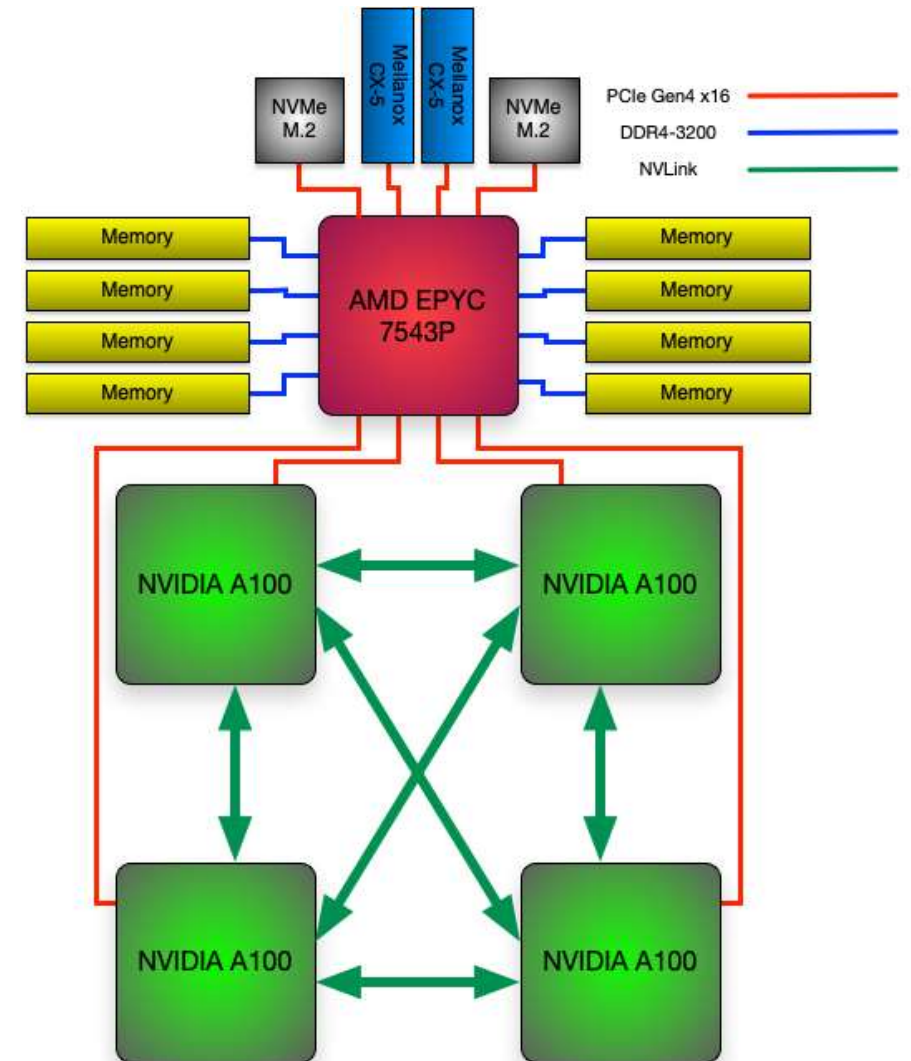 Mellanox
CX-5
Mellanox
CX-5
NVMe
M.2
NVMe
M.2
PCIe Gen4 x16
DDR4-3200
NVLink
Memory
Memory
Memory
Memory
AMD EPYC
7543P
Memory
Memory
Memory
Memory
NVIDIA A100
NVIDIA A100
NVIDIA A100
NVIDIA A100